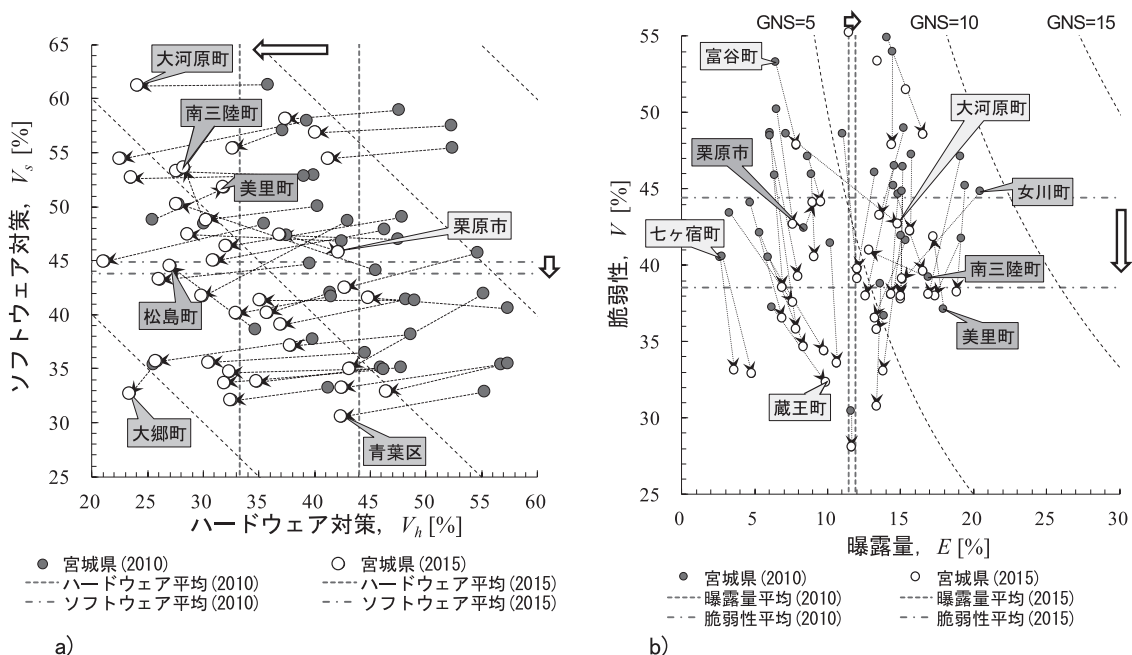 GNS=5
GNS=10
GNS=15
65
60
55
50
45
40
35
30
25
ソフトウェア対策, Vs [%]
大河原町
南三陸町
美里町
栗原市
松島町
大郷町
青葉区
20
30
40
50
60
ハードウェア対策, Vh [%]
宮城県(2010)
宮城県(2015)
ハードウェア平均(2010)
ハードウェア平均(2015)
ソフトウェア平均(2010)
ソフトウェア平均(2015)
a)
55
50
45
40
35
30
25
脆弱性, V [%]
富谷町
大河原町
栗原市
女川町
七ヶ宿町
南三陸町
美里町
蔵王町
0
10
20
30
曝露量, E [%]
宮城県(2010)
宮城県(2015)
曝露量平均(2010)
曝露量平均(2015)
脆弱性平均(2010)
脆弱性平均(2015)
b)